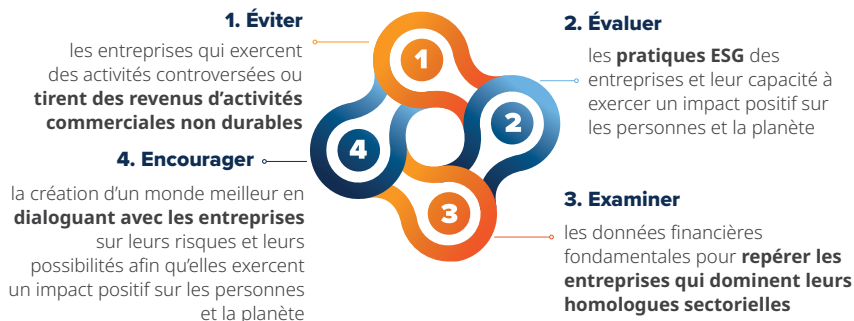 1. Éviter
les entreprises qui exercent
des activités controversées ou
tirent des revenus d’activités
commerciales non durables
2. Évaluer
les pratiques ESG des
entreprises et leur capacité à
exercer un impact positif sur
les personnes et la planète
3. Examiner
les données financières
fondamentales pour repérer les
entreprises qui dominent leurs
homologues sectorielles
4. Encourager
la création d’un monde meilleur en
dialoguant avec les entreprises
sur leurs risques et leurs
possibilités afin qu’elles exercent
un impact positif sur les personnes
et la planète
1
2
3
4